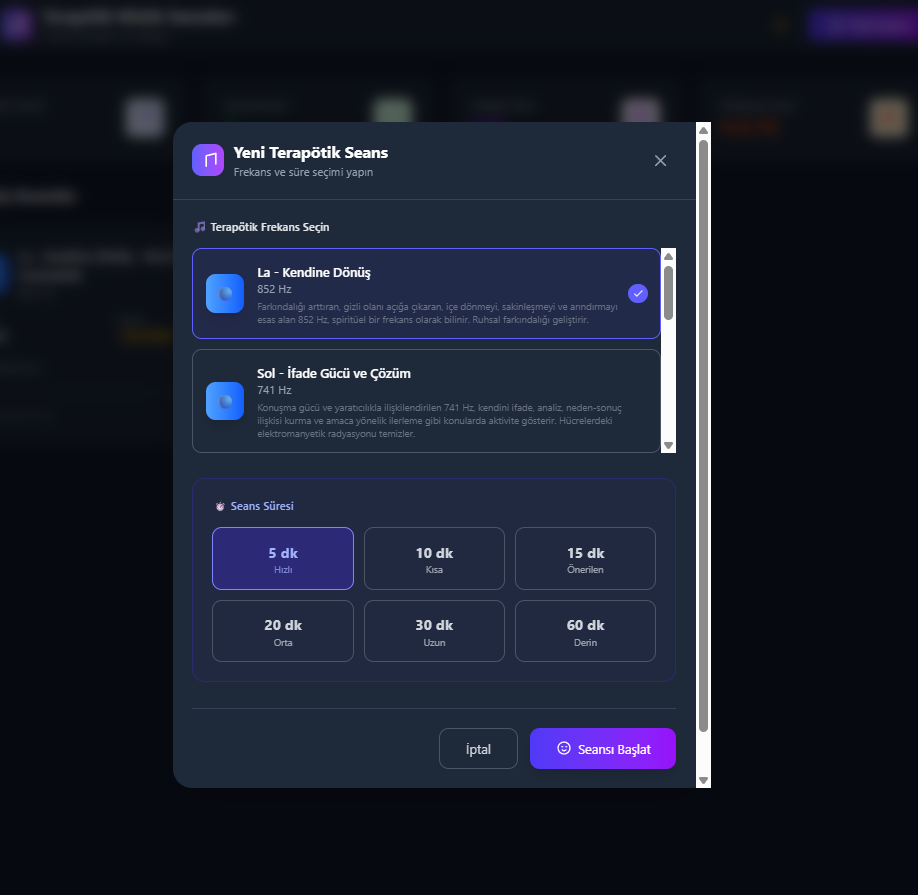 Yeni Terapötik Seans
Frekans ve süre seçimi yapın
Terapötik Frekans Seçin
La - Kendine Dönüş
852 Hz
Farkındalığı arttıran, gizli olanı açığa çıkaran, içe dönmeyi, sakinleşmeyi ve arındırmayı
esas alan 852 Hz, spiritüel bir frekans olarak bilinir. Ruhsal farkındalığı geliştirir.
Sol - İfade Gücü ve Çözüm
741 Hz
Konuşma gücü ve yaratıcılıkla ilişkilendirilen 741 Hz, kendini ifade, analiz, neden-sonuç
ilişkisi kurma ve amaca yönelik ilerleme gibi konularda aktivite gösterir. Hücrelerdeki
elektromanyetik radyasyonu temizler.
Seans Süresi
5 dk
Hızlı
10 dk
Kısa
15 dk
Önerilen
20 dk
Orta
30 dk
Uzun
60 dk
Derin
İptal
Seansı Başlat